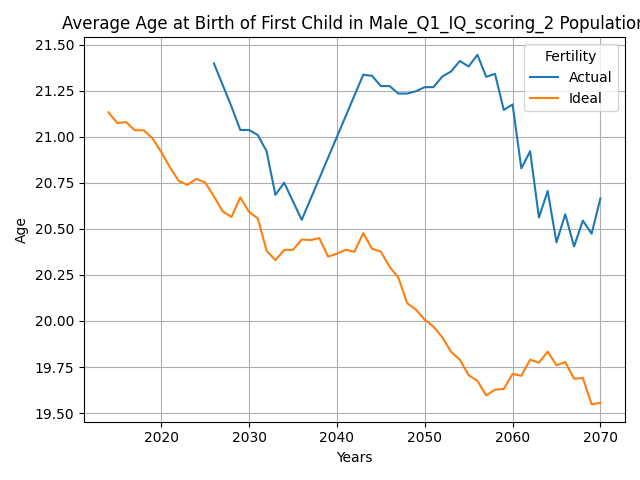 Average Age at Birth of First Child in Male_Q1_IQ_scoring_2 Population
21.50
21.25
21.00
20.75
20.50
20.25
20.00
19.75
19.50
Age
Fertility
Actual
Ideal
2020
2030
2040
2050
2060
2070
Years